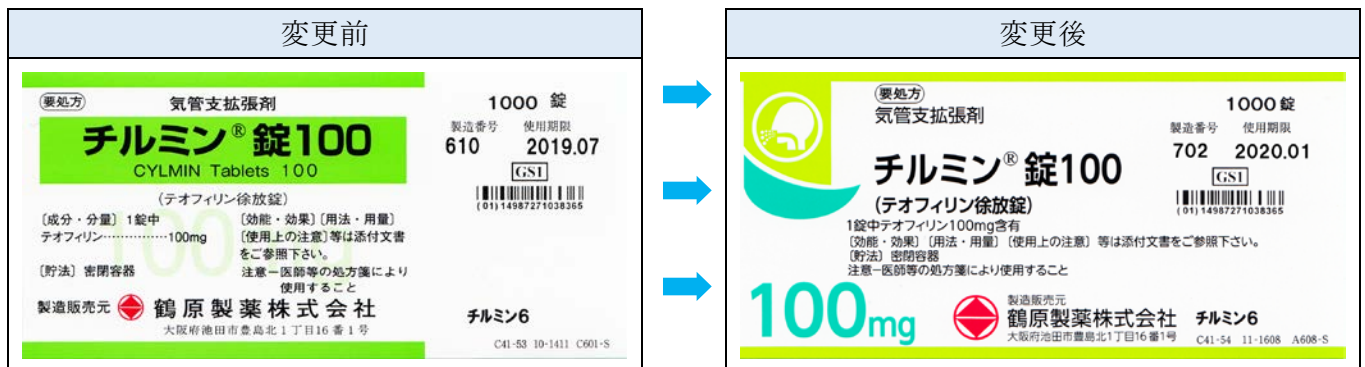 変更前
要処方
気管支拡張剤
チルミン®錠100
CYLMIN Tablets 100
(テオフィリン徐放錠)
〔成分・分量〕1錠中
テオフィリン……………100mg
〔貯法〕密閉容器
〔効能・効果〕〔用法・用量〕
〔使用上の注意〕等は添付文書
をご参照下さい。
注意－医師等の処方箋により
使用すること
100
mg
製造販売元 鶴原製薬株式会社
大阪府池田市豊島北1丁目16番1号
1000 錠
製造番号 使用期限
610 2019.07
GS1
(01)14987271038365
チルミン6
C41-53 10-1411 C601-S
変更後
要処方
気管支拡張剤
チルミン®錠100
(テオフィリン徐放錠)
1錠中テオフィリン100mg含有
〔効能・効果〕〔用法・用量〕〔使用上の注意〕等は添付文書をご参照下さい。
〔貯法〕密閉容器
注意－医師等の処方箋により使用すること
100mg
製造販売元
鶴原製薬株式会社
大阪府池田市豊島北1丁目16番1号
1000錠
製造番号 使用期限
702 2020.01
GS1
(01)14987271038365
チルミン6
C41-54 11-1608 A608-S